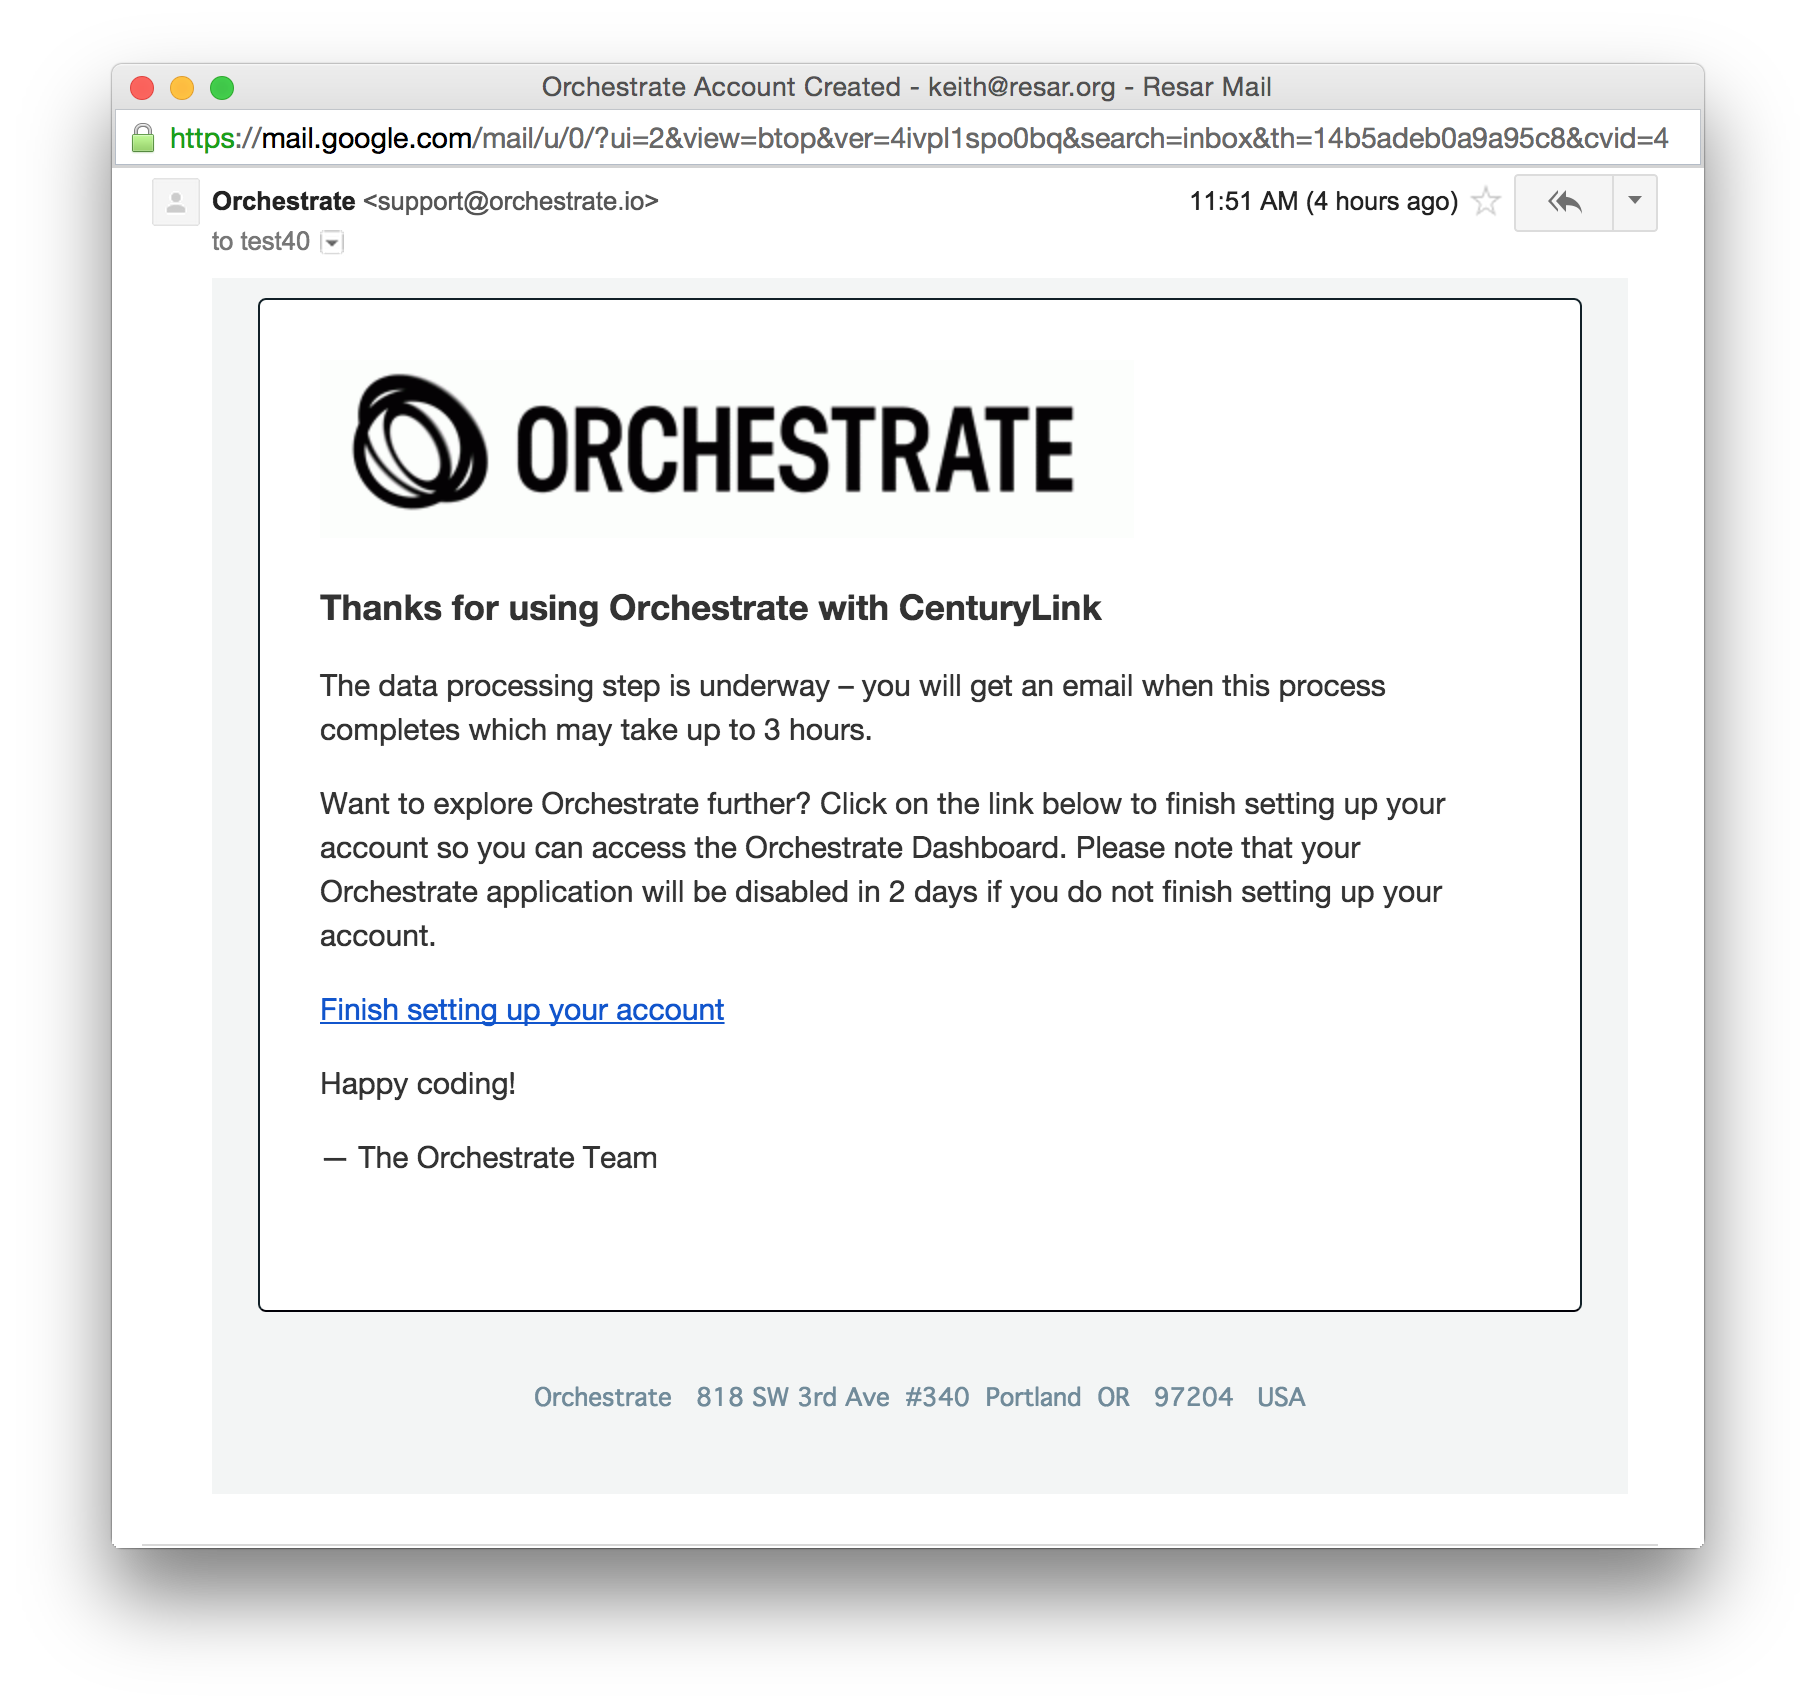 Orchestrate Account Created - keith@resar.org - Resar Mail
https://mail.google.com/mail/u/0/?ui=2&view=btop&ver=4ivpl1spo0bq&search=inbox&th=14b5adeb0a9a95c8&cvid=4
Orchestrate <support@orchestrate.io> 11:51 AM (4 hours ago)
to test40
ORCHESTRATE
Thanks for using Orchestrate with CenturyLink
The data processing step is underway – you will get an email when this process
completes which may take up to 3 hours.
Want to explore Orchestrate further? Click on the link below to finish setting up your
account so you can access the Orchestrate Dashboard. Please note that your
Orchestrate application will be disabled in 2 days if you do not finish setting up your
account.
Finish setting up your account
Happy coding!
— The Orchestrate Team
Orchestrate 818 SW 3rd Ave #340 Portland OR 97204 USA